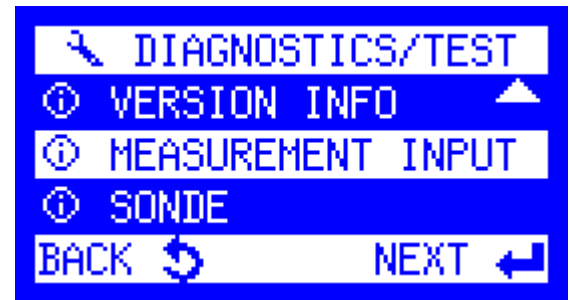 DIAGNOSTICS/TEST
VERSION INFO
MEASUREMENT INPUT
SONDE
BACK NEXT